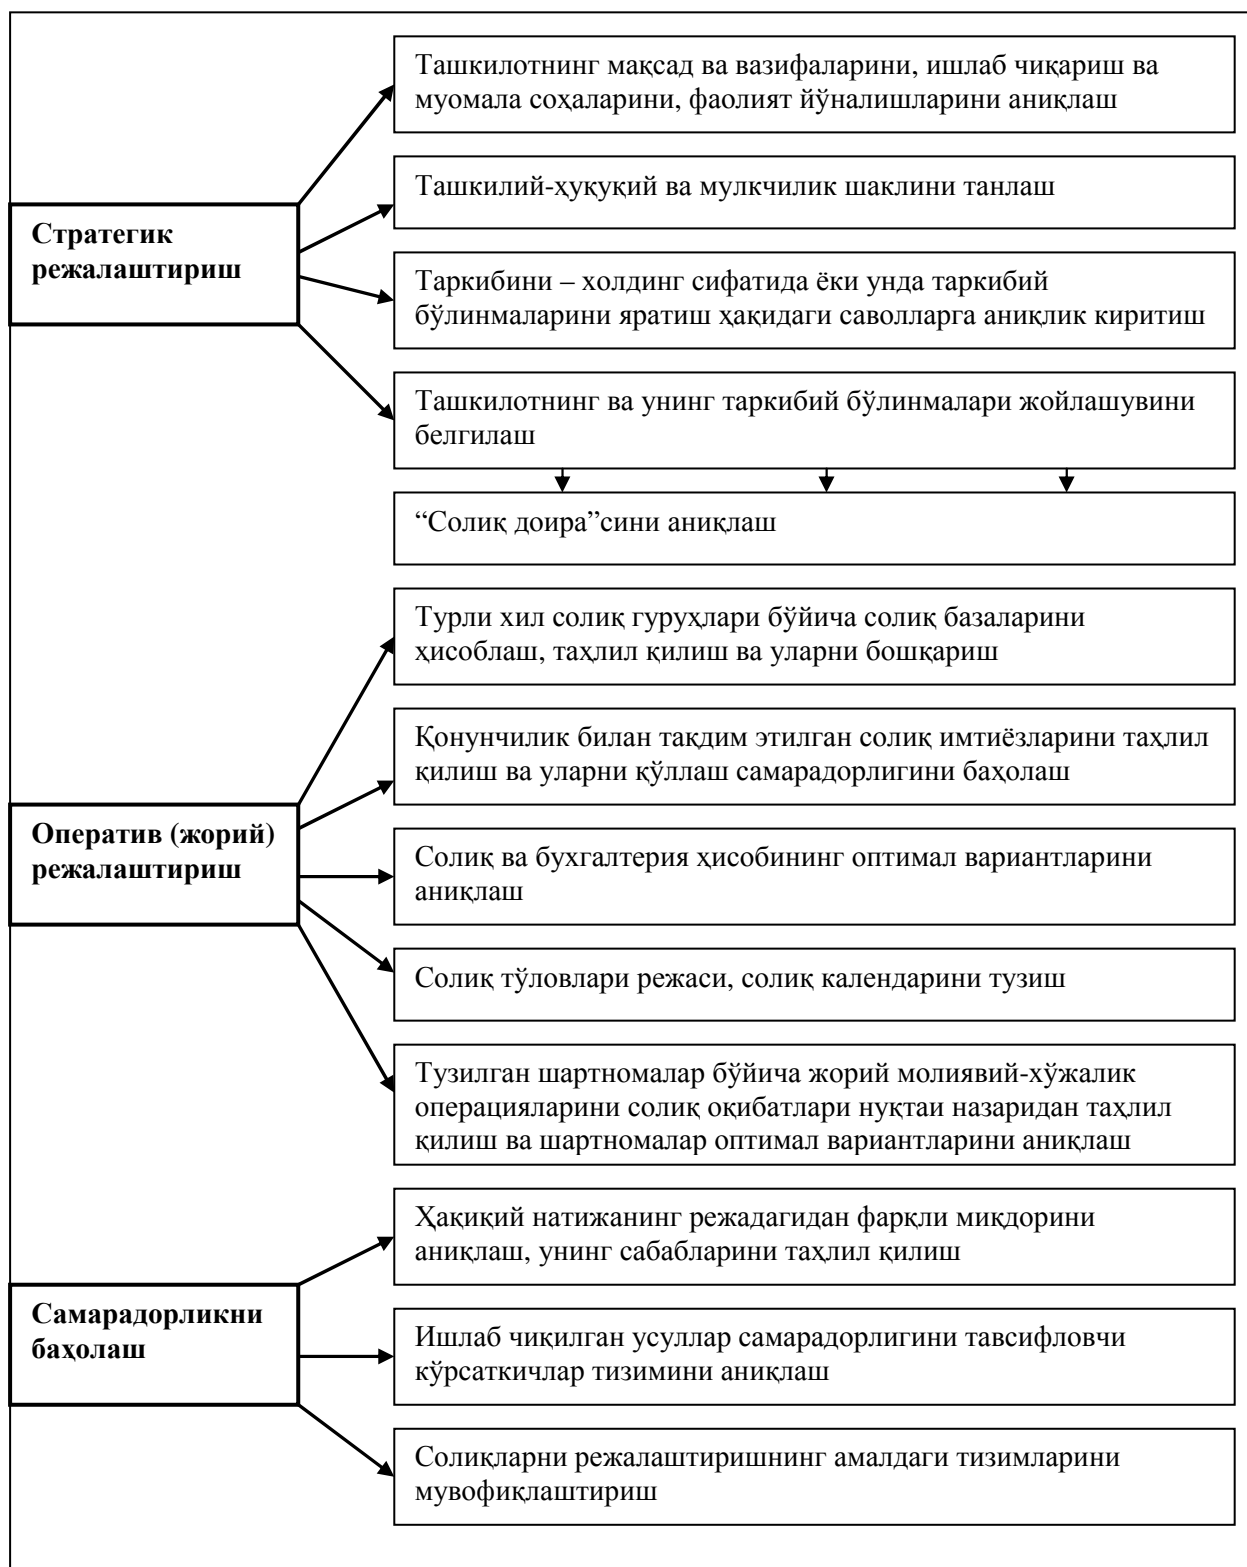 Ташкилотнинг мақсад ва вазифаларини, ишлаб чиқариш ва
муомала соҳаларини, фаолият йўналишларини аниқлаш
Ташкилий-ҳуқуқий ва мулкчилик шаклини танлаш
Стратегик
режалаштириш
Таркибини – холдинг сифатида ёки унда таркибий
бўлинмаларини яратиш ҳақидаги саволларга аниқлик киритиш
Ташкилотнинг ва унинг таркибий бўлинмалари жойлашувини
белгилаш
“Солиқ доира”сини аниқлаш
Турли хил солиқ гуруҳлари бўйича солиқ базаларини
ҳисоблаш, таҳлил қилиш ва уларни бошқариш
Қонунчилик билан тақдим этилган солиқ имтиёзларини таҳлил
қилиш ва уларни қўллаш самарадорлигини баҳолаш
Оператив (жорий)
режалаштириш
Солиқ ва бухгалтерия ҳисобининг оптимал вариантларини
аниқлаш
Солиқ тўловлари режаси, солиқ календарини тузиш
Тузилган шартномалар бўйича жорий молиявий-хўжалик
операцияларини солиқ оқибатлари нуқтаи назаридан таҳлил
қилиш ва шартномалар оптимал вариантларини аниқлаш
Ҳақиқий натижанинг режадагидан фарқли миқдорини
аниқлаш, унинг сабабларини таҳлил қилиш
Самарадорликни
баҳолаш
Ишлаб чиқилган усуллар самарадорлигини тавсифловчи
кўрсаткичлар тизимини аниқлаш
Солиқларни режалаштиришнинг амалдаги тизимларини
мувофиқлаштириш